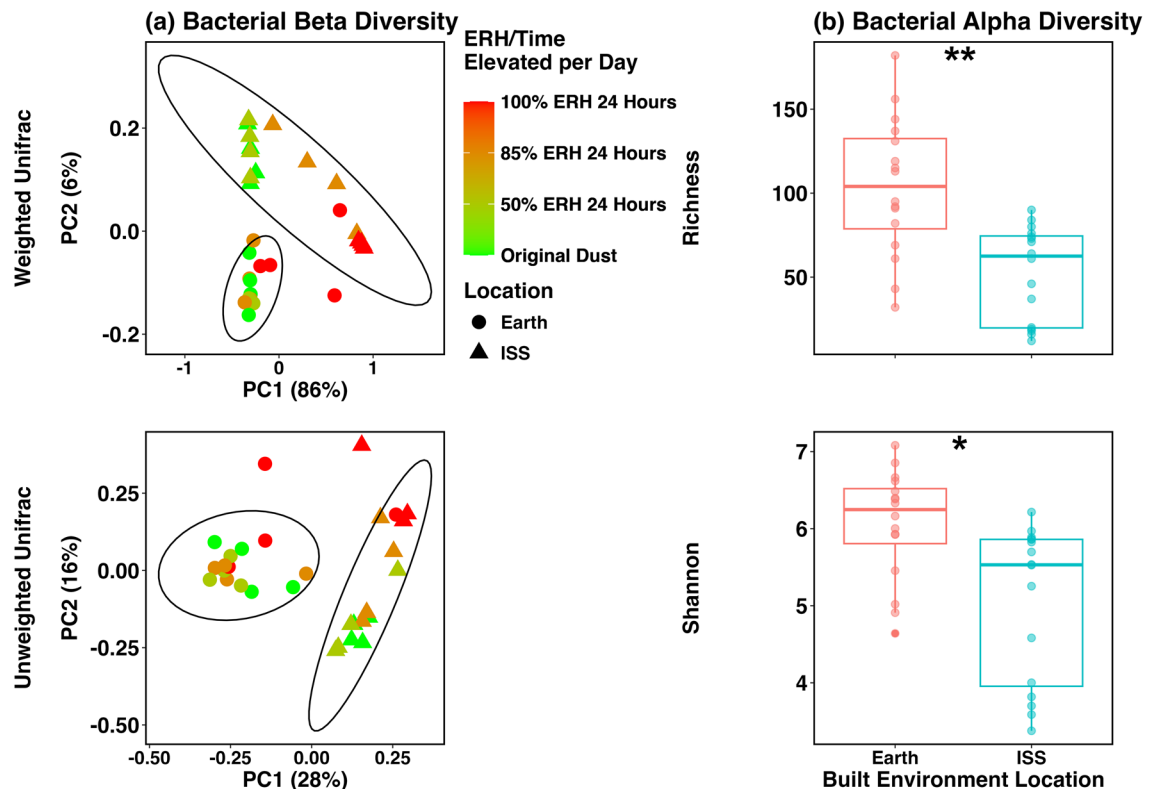 (a) Bacterial Beta Diversity
Weighted Unifrac
PC2 (6%)
0.2
0.0
-0.2
-1
0
1
PC1 (86%)
ERH/Time
Elevated per Day
100% ERH 24 Hours
85% ERH 24 Hours
50% ERH 24 Hours
Original Dust
Location
Earth
ISS
Unweighted Unifrac
PC2 (16%)
0.25
0.00
-0.25
-0.50
-0.50
-0.25
0.00
0.25
PC1 (28%)
(b) Bacterial Alpha Diversity
Richness
150
100
50
**
Shannon
7
6
5
4
*
Earth
ISS
Built Environment Location